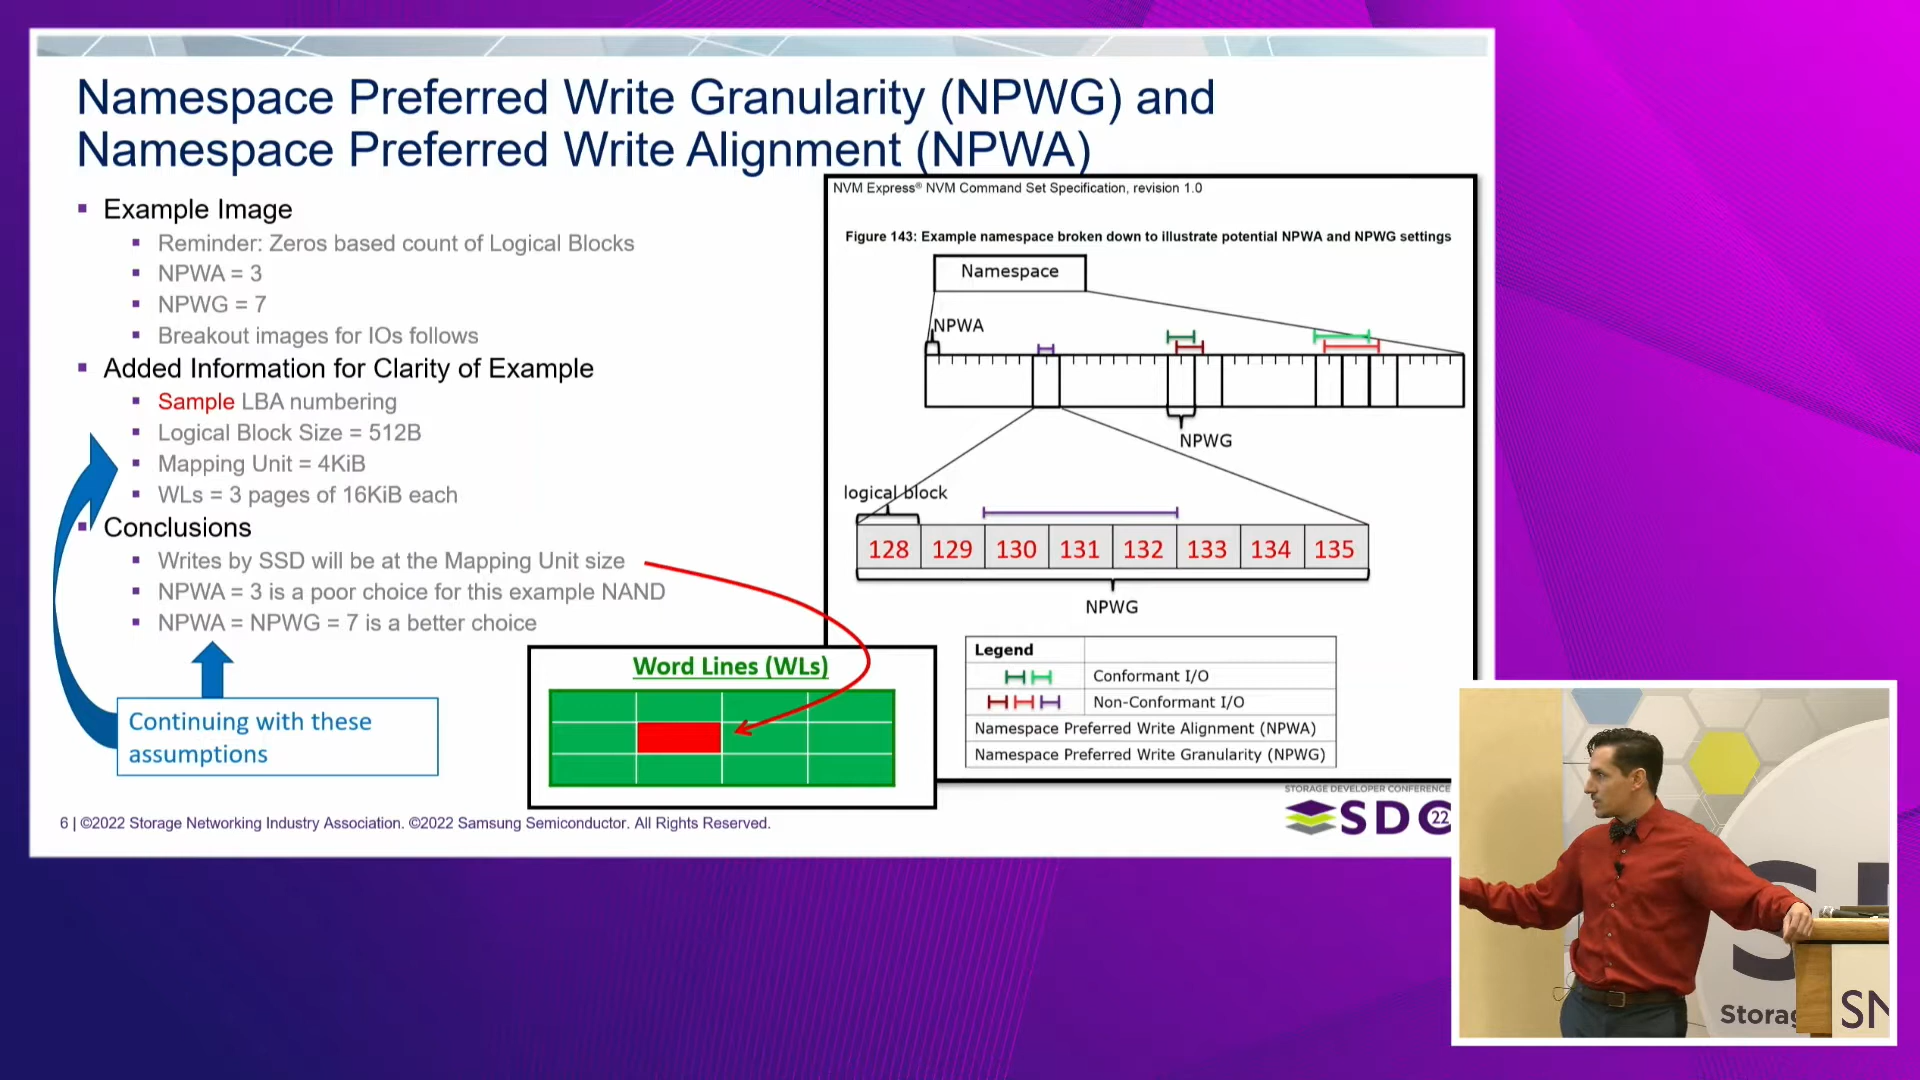 Namespace Preferred Write Granularity (NPWG) and
Namespace Preferred Write Alignment (NPWA)
Example Image
Reminder: Zeros based count of Logical Blocks
NPWA = 3
NPWG = 7
Breakout images for IOs follows
Added Information for Clarity of Example
Sample LBA numbering
Logical Block Size = 512B
Mapping Unit = 4KiB
WLs = 3 pages of 16KiB each
Conclusions
Writes by SSD will be at the Mapping Unit size
NPWA = 3 is a poor choice for this example NAND
NPWA = NPWG = 7 is a better choice
Continuing with these
assumptions
Word Lines (WLs)
NVM Express® NVM Command Set Specification, revision 1.0
Figure 143: Example namespace broken down to illustrate potential NPWA and NPWG settings
Namespace
NPWA
NPWG
logical block
128 129 130 131 132 133 134 135
NPWG
Legend
Conformant I/O
Non-Conformant I/O
Namespace Preferred Write Alignment (NPWA)
Namespace Preferred Write Granularity (NPWG)
6 | ©2022 Storage Networking Industry Association. ©2022 Samsung Semiconductor. All Rights Reserved.
STORAGE DEVELOPER CONFERENCE
SDC 22